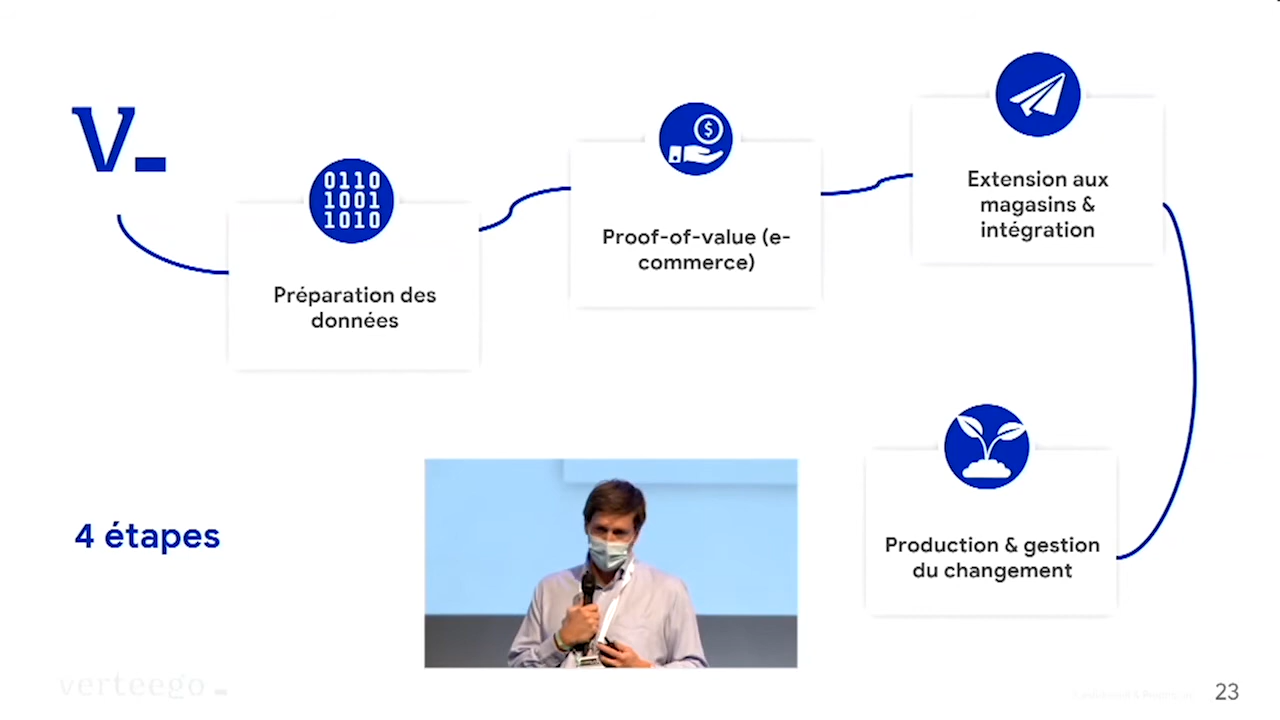 V_
0110
1001
1010
Préparation des
données
Proof-of-value (e-
commerce)
Extension aux
magasins &
intégration
Production & gestion
du changement
4 étapes
verteego
23